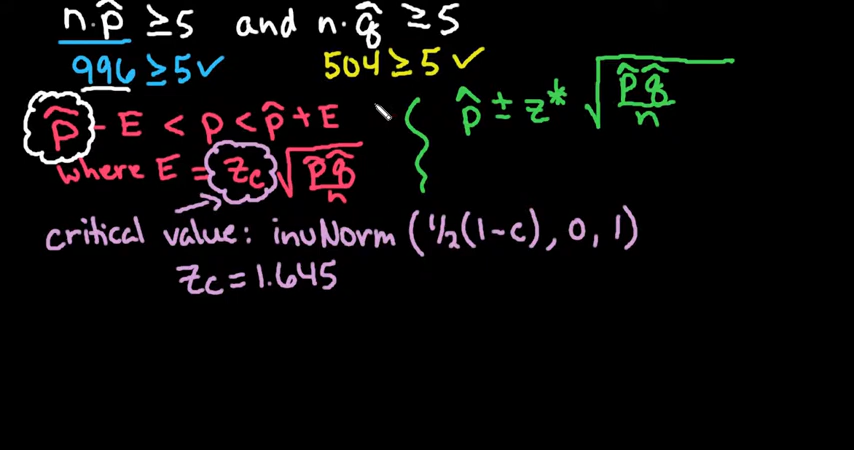 n·p̂ ≥5 and n·q̂ ≥5
996 ≥5 ✓ 504 ≥ 5 ✓
p̂ - E < p < p̂ + E
where E = zc √(p̂q̂/n)
p̂ ± z* √(p̂q̂/n)
critical value: invNorm (1/2(1-c), 0, 1)
zc = 1.645